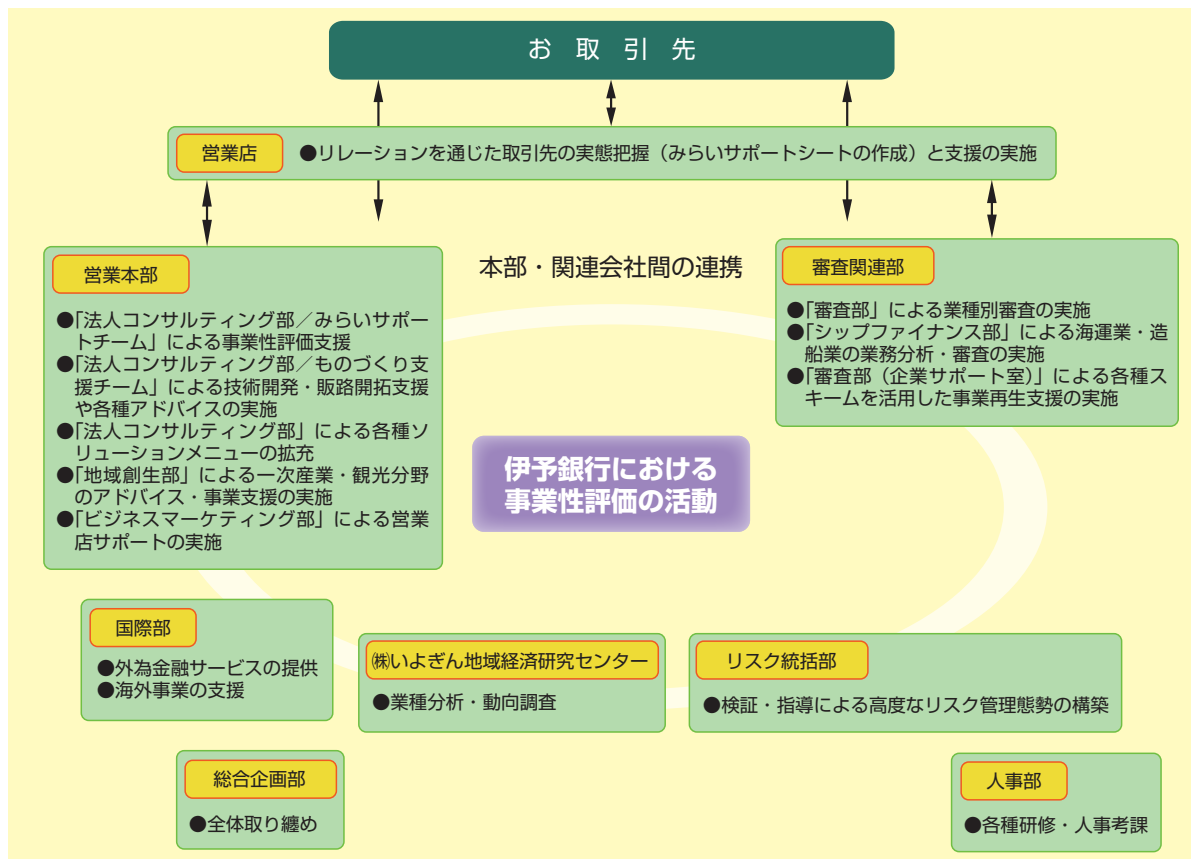 お取引先
営業店
●リレーションを通じた取引先の実態把握（みらいサポートシートの作成）と支援の実施
本部・関連会社間の連携
営業本部
●「法人コンサルティング部／みらいサポー
トチーム」による事業性評価支援
●「法人コンサルティング部／ものづくり支
援チーム」による技術開発・販路開拓支援
や各種アドバイスの実施
●「法人コンサルティング部」による各種ソ
リューションメニューの拡充
●「地域創生部」による一次産業・観光分野
のアドバイス・事業支援の実施
●「ビジネスマーケティング部」による営業
店サポートの実施
審査関連部
●「審査部」による業種別審査の実施
●「シップファイナンス部」による海運業・造
船業の業務分析・審査の実施
●「審査部（企業サポート室）」による各種ス
キームを活用した事業再生支援の実施
伊予銀行における
事業性評価の活動
国際部
●外為金融サービスの提供
●海外事業の支援
㈱いよぎん地域経済研究センター
●業種分析・動向調査
リスク統括部
●検証・指導による高度なリスク管理態勢の構築
総合企画部
●全体取り纏め
人事部
●各種研修・人事考課